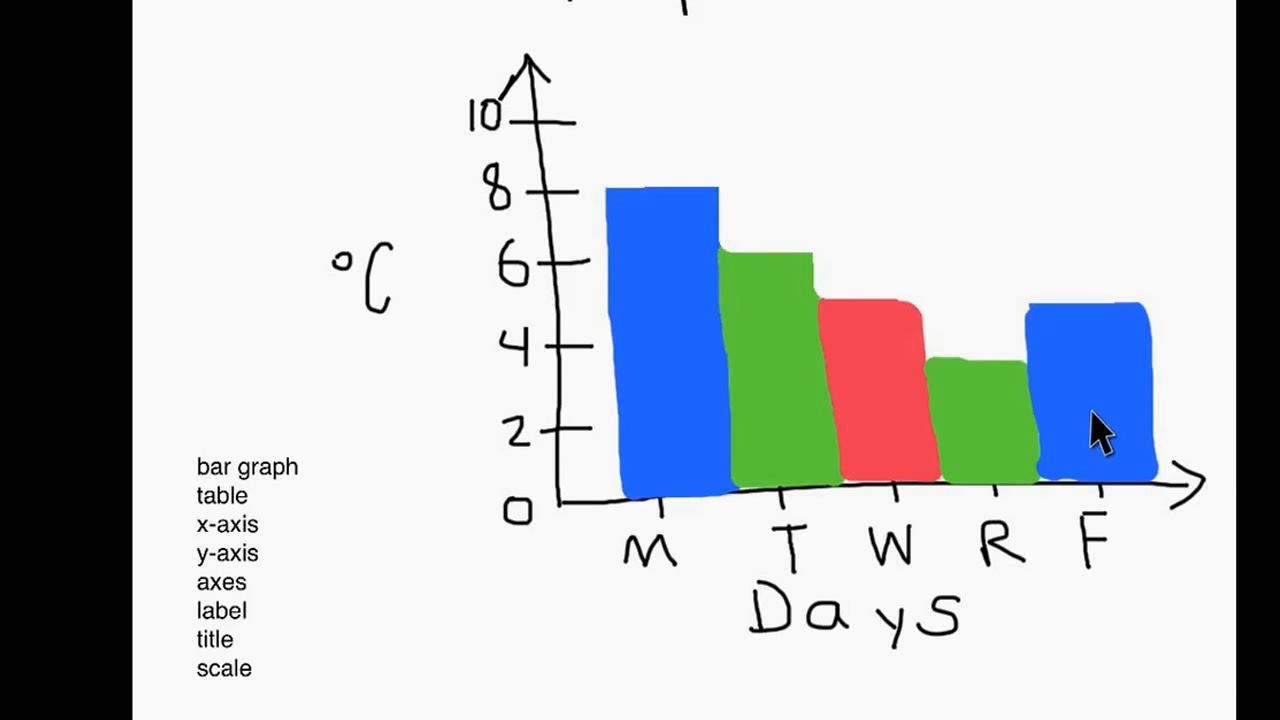 10
8
6
4
2
0
°C
M T W R F
Days
bar graph
table
x-axis
y-axis
axes
label
title
scale